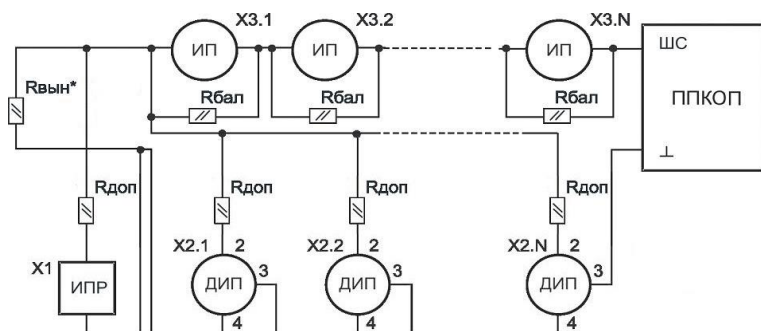 X3.1 X3.2 X3.N
ИП ИП ИП ШС
Rвын* Rбал Rбал Rбал ППКОП
⊥
Rдоп Rдоп Rдоп Rдоп
X1 X2.1 2 X2.2 2 X2.N 2
ИПР ДИП 3 ДИП 3 ДИП 3
4 4 4